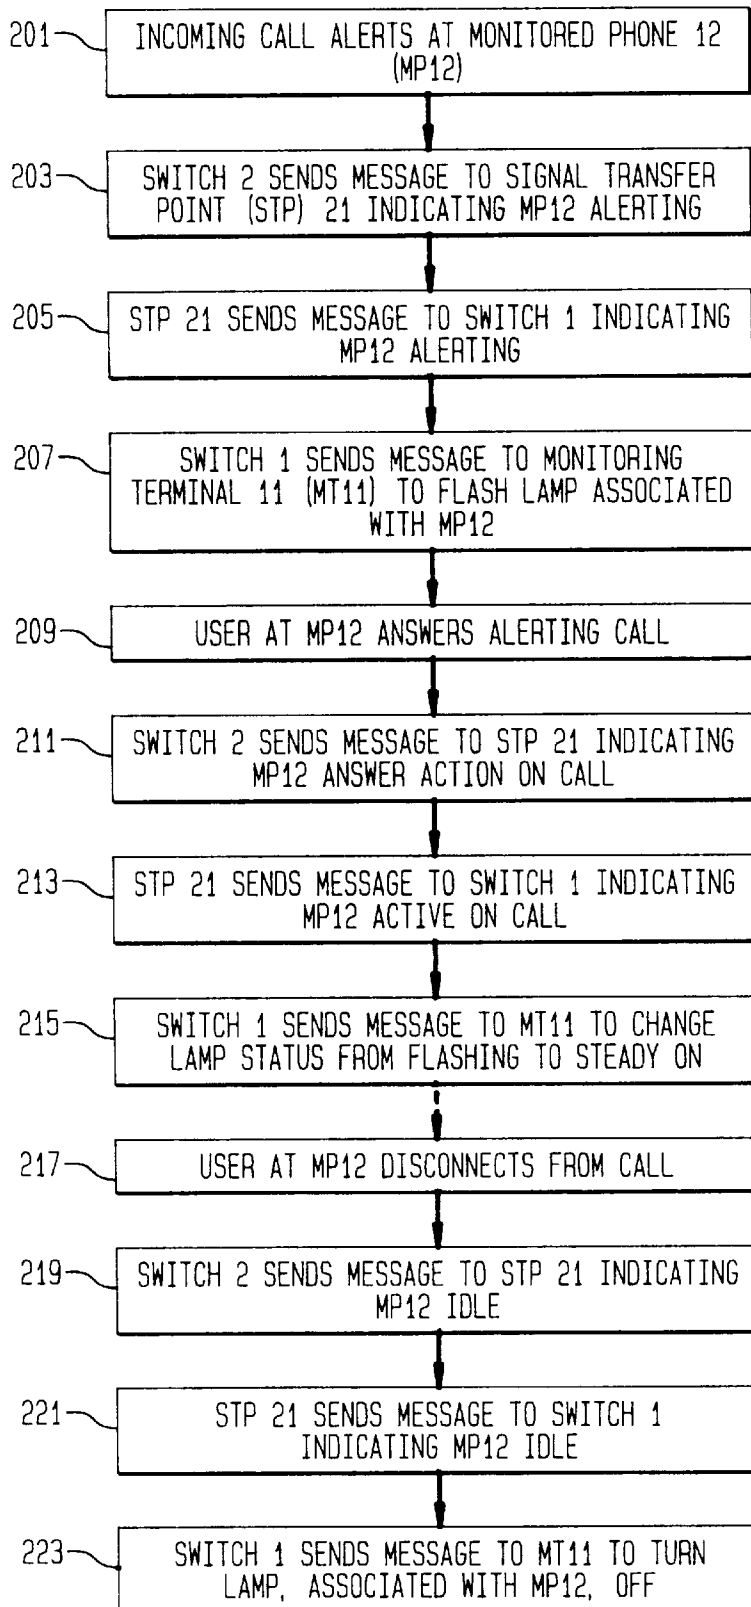 201
INCOMING CALL ALERTS AT MONITORED PHONE 12
(MP12)
203
SWITCH 2 SENDS MESSAGE TO SIGNAL TRANSFER
POINT (STP) 21 INDICATING MP12 ALERTING
205
STP 21 SENDS MESSAGE TO SWITCH 1 INDICATING
MP12 ALERTING
207
SWITCH 1 SENDS MESSAGE TO MONITORING
TERMINAL 11 (MT11) TO FLASH LAMP ASSOCIATED
WITH MP12
209
USER AT MP12 ANSWERS ALERTING CALL
211
SWITCH 2 SENDS MESSAGE TO STP 21 INDICATING
MP12 ANSWER ACTION ON CALL
213
STP 21 SENDS MESSAGE TO SWITCH 1 INDICATING
MP12 ACTIVE ON CALL
215
SWITCH 1 SENDS MESSAGE TO MT11 TO CHANGE
LAMP STATUS FROM FLASHING TO STEADY ON
217
USER AT MP12 DISCONNECTS FROM CALL
219
SWITCH 2 SENDS MESSAGE TO STP 21 INDICATING
MP12 IDLE
221
STP 21 SENDS MESSAGE TO SWITCH 1
INDICATING MP12 IDLE
223
SWITCH 1 SENDS MESSAGE TO MT11 TO TURN
LAMP, ASSOCIATED WITH MP12, OFF